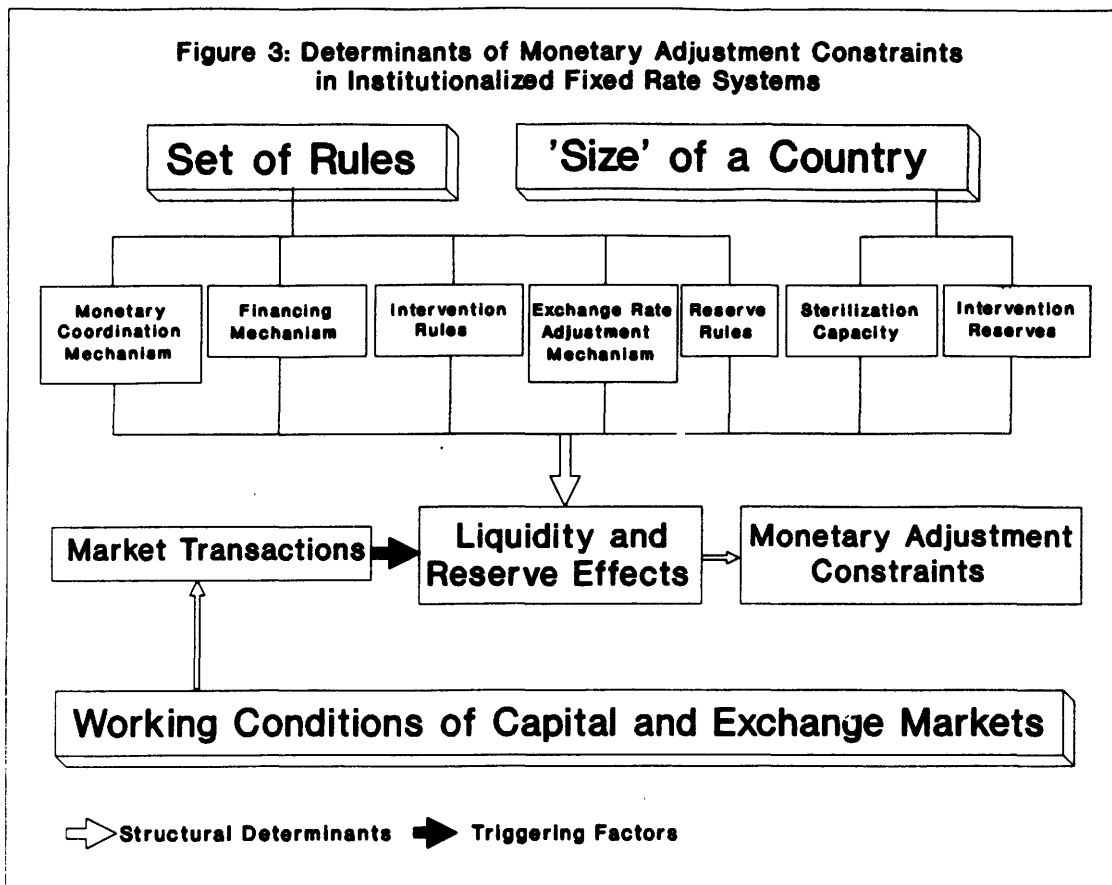 Figure 3: Determinants of Monetary Adjustment Constraints
in Institutionalized Fixed Rate Systems
Set of Rules
'Size' of a Country
Monetary
Coordination
Mechanism
Financing
Mechanism
Intervention
Rules
Exchange Rate
Adjustment
Mechanism
Reserve
Rules
Sterilization
Capacity
Intervention
Reserves
Market Transactions
Liquidity and
Reserve Effects
Monetary Adjustment
Constraints
Working Conditions of Capital and Exchange Markets
Structural Determinants
Triggering Factors